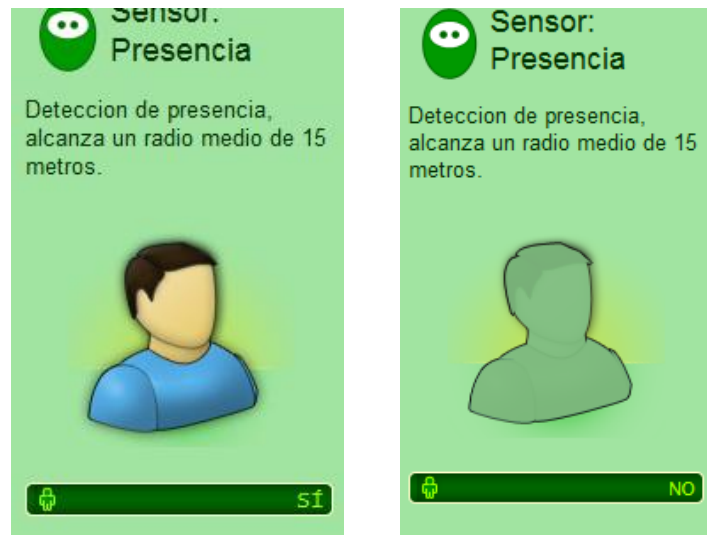 Sensor:
Presencia
Deteccion de presencia,
alcanza un radio medio de 15
metros.
SÍ
Sensor:
Presencia
Deteccion de presencia,
alcanza un radio medio de 15
metros.
NO